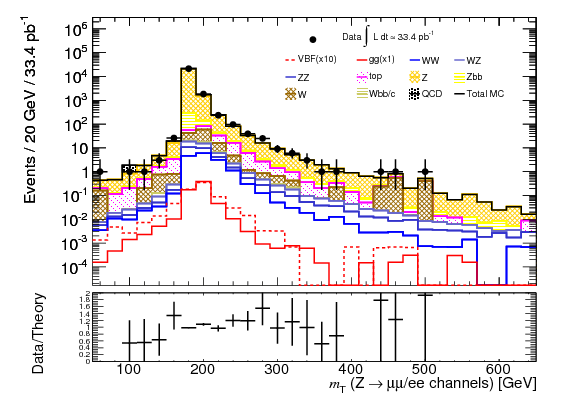 Events / 20 GeV / 33.4 pb⁻¹
10⁶
10⁵
10⁴
10³
10²
10
1
10⁻¹
10⁻²
10⁻³
10⁻⁴
Data ∫ L dt ≈ 33.4 pb⁻¹
VBF(x10) gg(x1) WW WZ
ZZ top Z Zbb
W Wbb/c QCD Total MC
Data/Theory
2
1.8
1.6
1.4
1.2
1
0.8
0.6
0.4
0.2
0
100 200 300 400 500 600
m_T (Z → μμ/ee channels) [GeV]